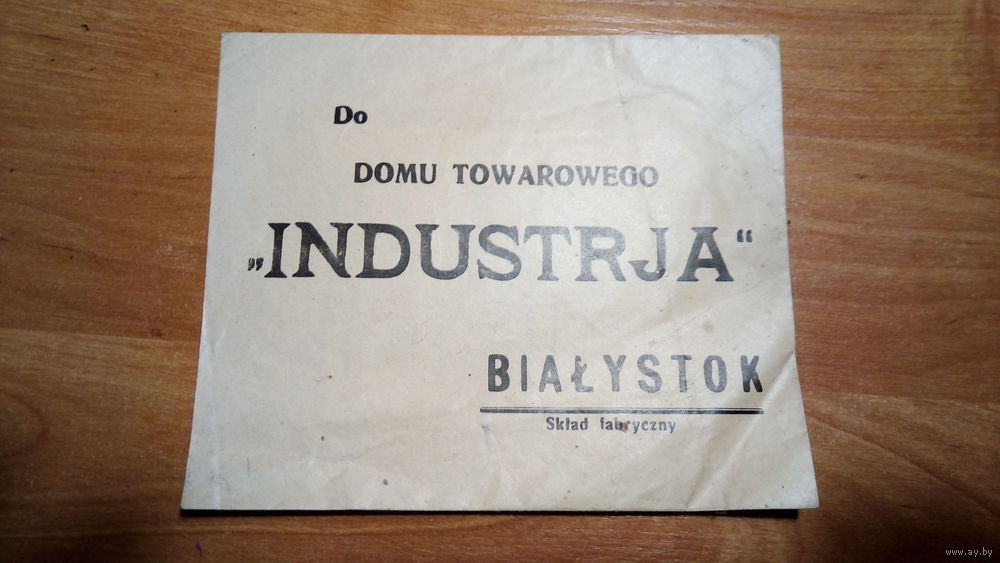 Do
DOMU TOWAROWEGO
„INDUSTRJA“
BIAŁYSTOK
Skład fabryczny
www.ay.by